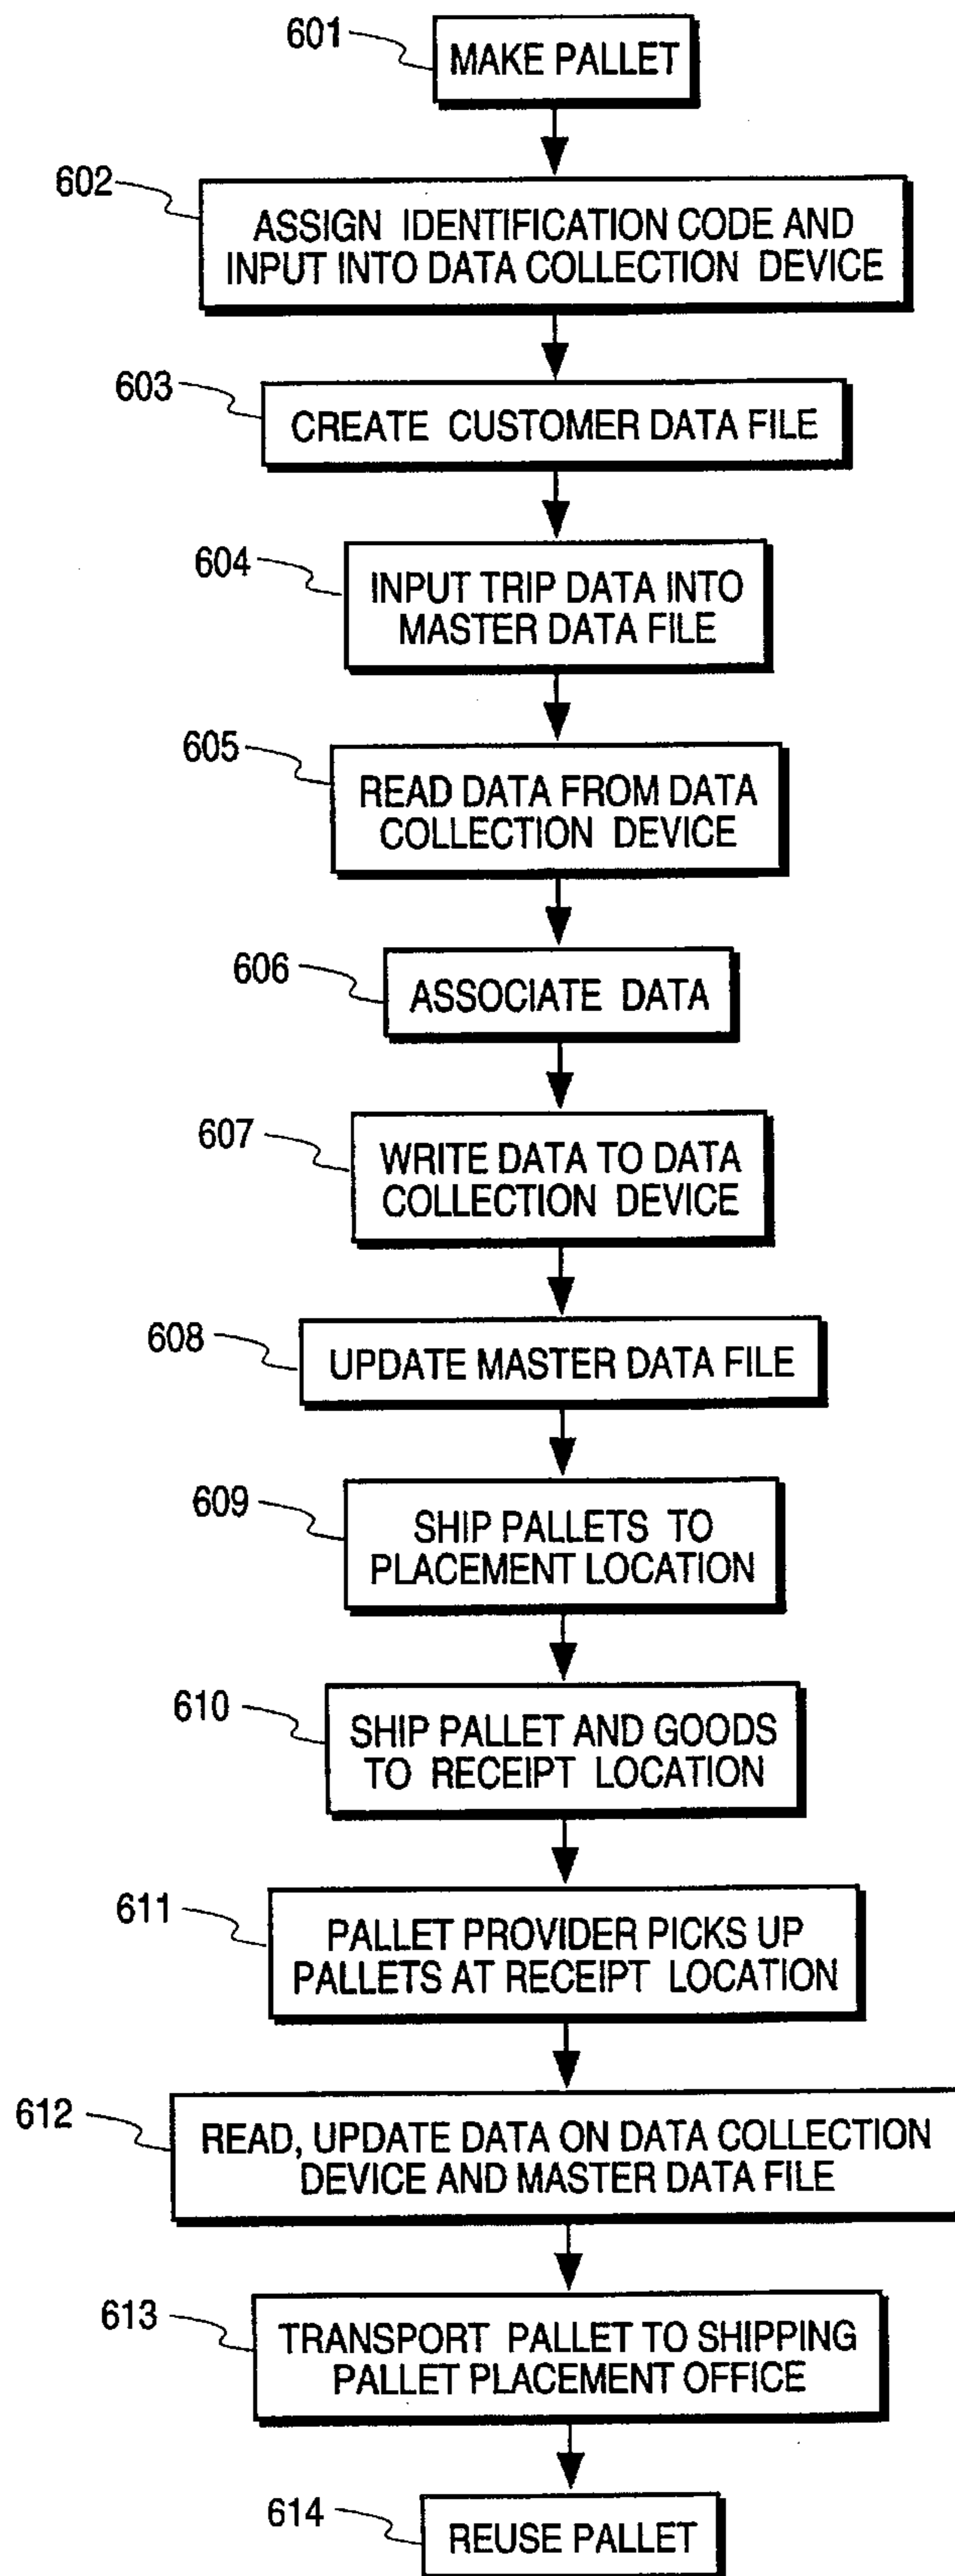 601
MAKE PALLET
602
ASSIGN IDENTIFICATION CODE AND
INPUT INTO DATA COLLECTION DEVICE
603
CREATE CUSTOMER DATA FILE
604
INPUT TRIP DATA INTO
MASTER DATA FILE
605
READ DATA FROM DATA
COLLECTION DEVICE
606
ASSOCIATE DATA
607
WRITE DATA TO DATA
COLLECTION DEVICE
608
UPDATE MASTER DATA FILE
609
SHIP PALLETS TO
PLACEMENT LOCATION
610
SHIP PALLET AND GOODS
TO RECEIPT LOCATION
611
PALLET PROVIDER PICKS UP
PALLETS AT RECEIPT LOCATION
612
READ, UPDATE DATA ON DATA COLLECTION
DEVICE AND MASTER DATA FILE
613
TRANSPORT PALLET TO SHIPPING
PALLET PLACEMENT OFFICE
614
REUSE PALLET